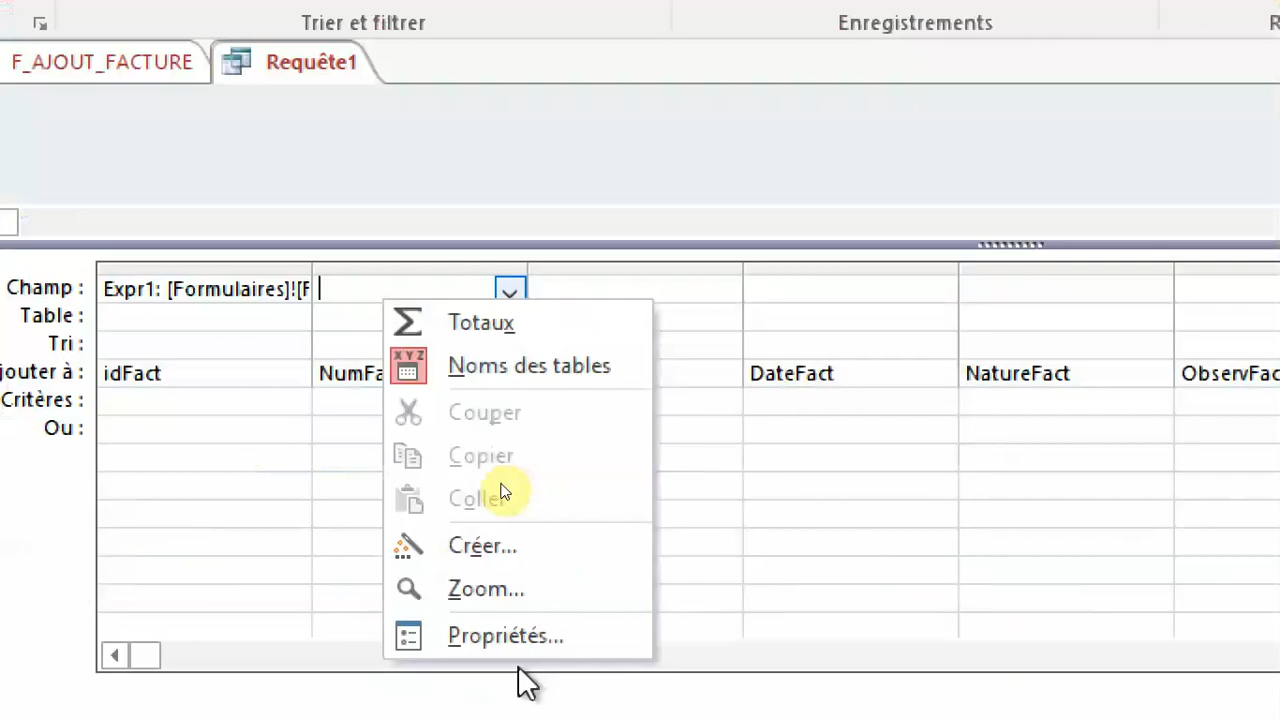 Trier et filtrer
Enregistrements
R
F_AJOUT_FACTURE
Requête1
Champ :
Expr1: [Formulaires]![F
Table :
Tri :
jouter à :
idFact
NumFa
DateFact
NatureFact
ObservFac
Critères :
Ou :
Totaux
Noms des tables
Couper
Copier
Coller
Créer...
Zoom...
Propriétés...